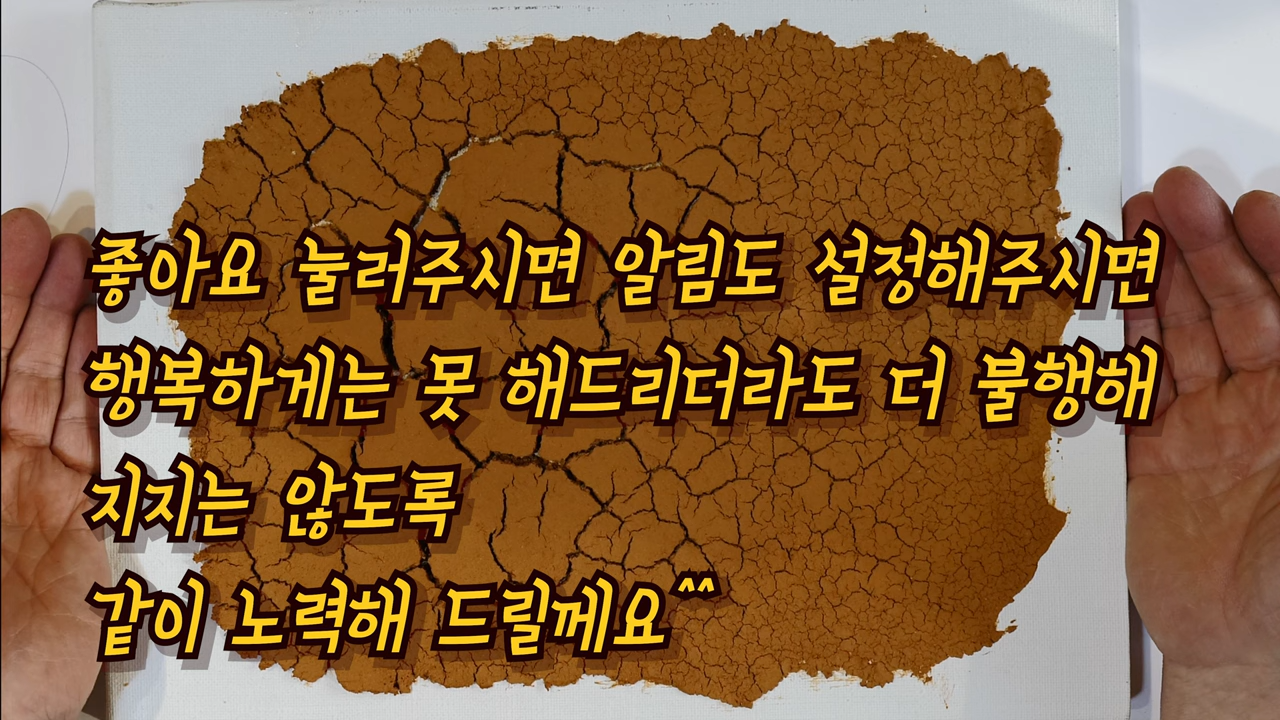 좋아요 눌러주시면 알림도 설정해주시면
행복하게는 못 해드리더라도 더 불행해
지지는 않도록
같이 노력해 드릴께요^^